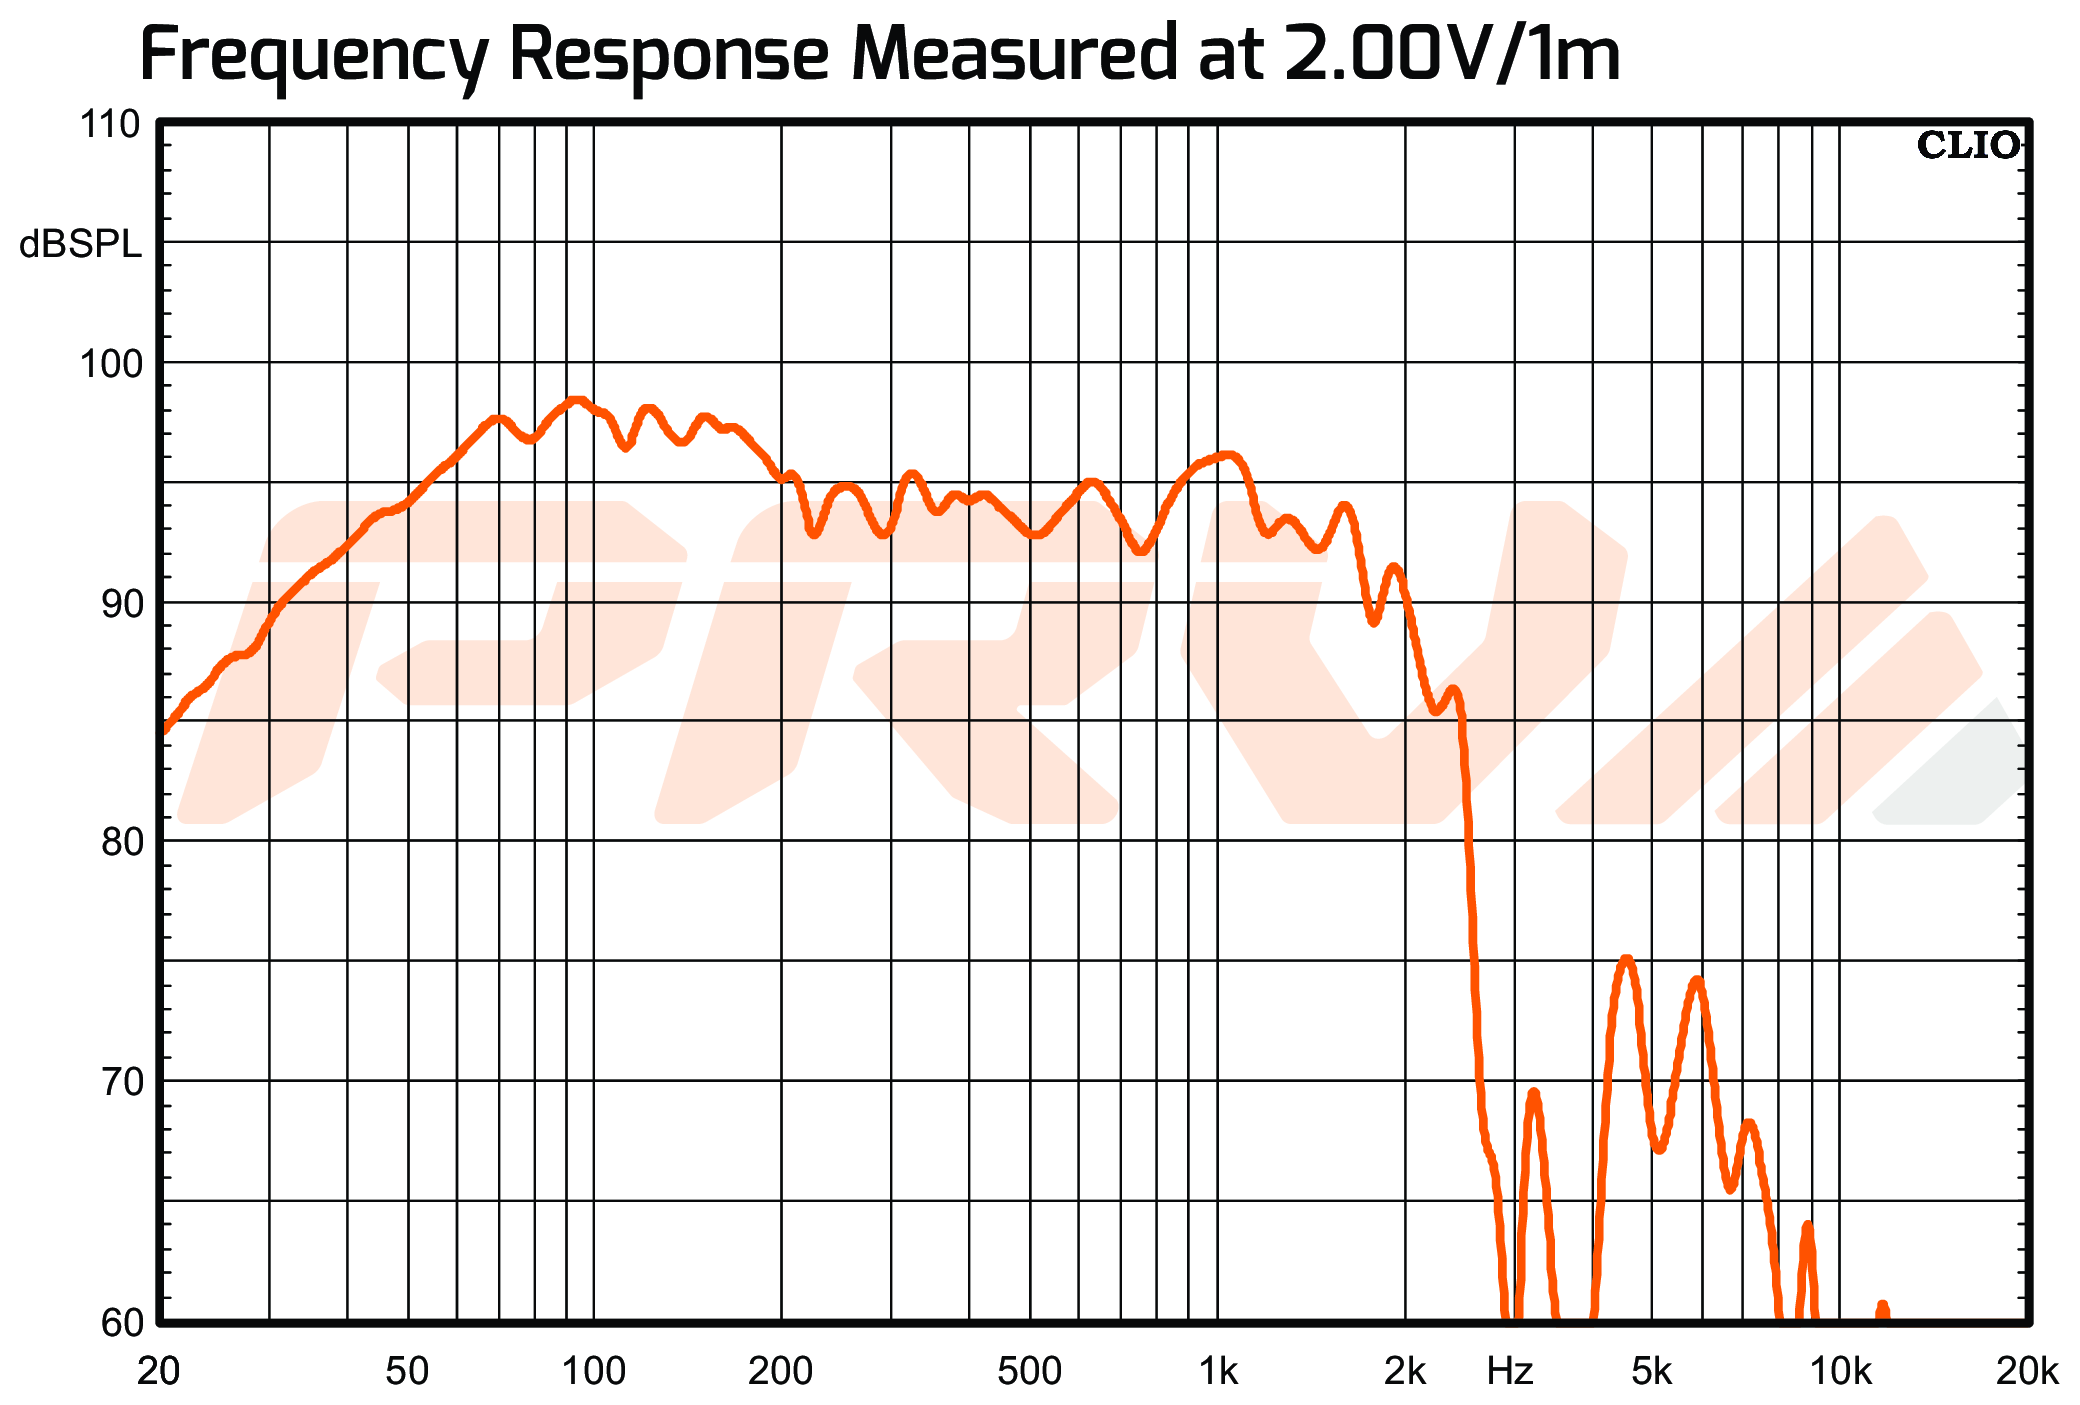 Frequency Response Measured at 2.00V/1m
110
CLIO
dBSPL
100
90
PRV
80
70
60
20 50 100 200 500 1k 2k Hz 5k 10k 20k